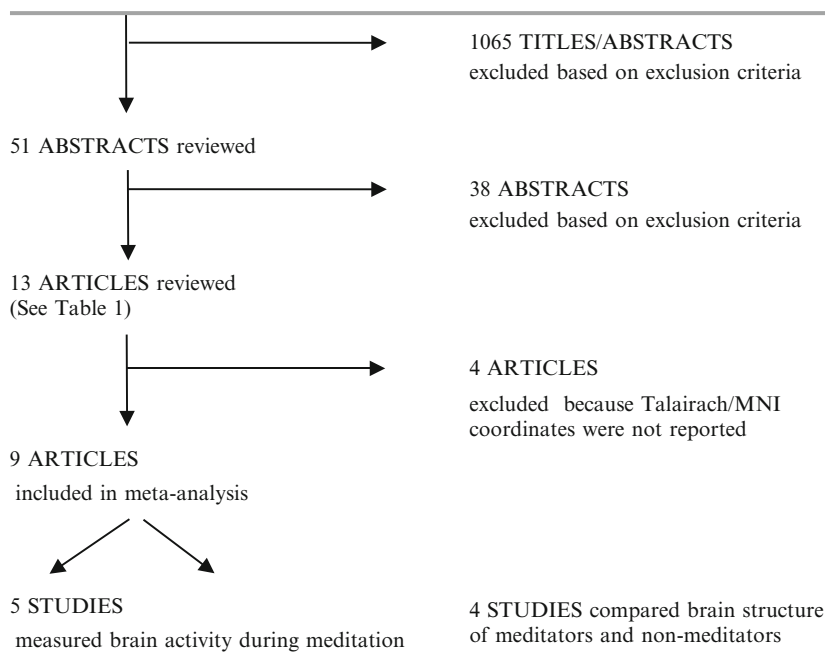 1065 TITLES/ABSTRACTS
excluded based on exclusion criteria
51 ABSTRACTS reviewed
38 ABSTRACTS
excluded based on exclusion criteria
13 ARTICLES reviewed
(See Table 1)
4 ARTICLES
excluded because Talairach/MNI
coordinates were not reported
9 ARTICLES
included in meta-analysis
5 STUDIES
measured brain activity during meditation
4 STUDIES compared brain structure
of meditators and non-meditators